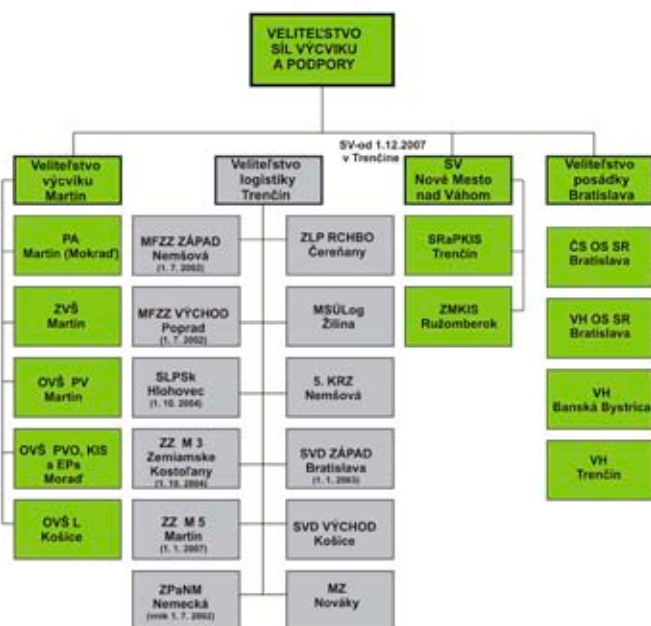 VELITEĽSTVO
SÍL VÝCVIKU
A PODPORY
SV-od 1.12.2007
v Trenčíne
Veliteľstvo
výcviku
Martin
Veliteľstvo
logistiky
Trenčín
SV
Nové Mesto
nad Váhom
Veliteľstvo
posádky
Bratislava
PA
Martin (Mokraď)
ZVŠ
Martin
OVŠ PV
Martin
OVŠ PVO, KIS
a EPs
Moraď
OVŠ L
Košice
MFZZ ZÁPAD
Nemšová
(1. 7. 2002)
MFZZ VÝCHOD
Poprad
(1. 7. 2002)
SLPSk
Hlohovec
(1. 10. 2004)
ZZ M 3
Zemianske
Kostoľany
(1. 10. 2004)
ZZ M 5
Martin
(1. 1. 2007)
ZPaNM
Nemecká
(vznik 1. 7. 2002)
ZLP RCHBO
Čereňany
MSÚLog
Žilina
5. KRZ
Nemšová
SVD ZÁPAD
Bratislava
(1. 1. 2003)
SVD VÝCHOD
Košice
MZ
Nováky
SRaPKIS
Trenčín
ZMKIS
Ružomberok
ČS OS SR
Bratislava
VH OS SR
Bratislava
VH
Banská Bystrica
VH
Trenčín